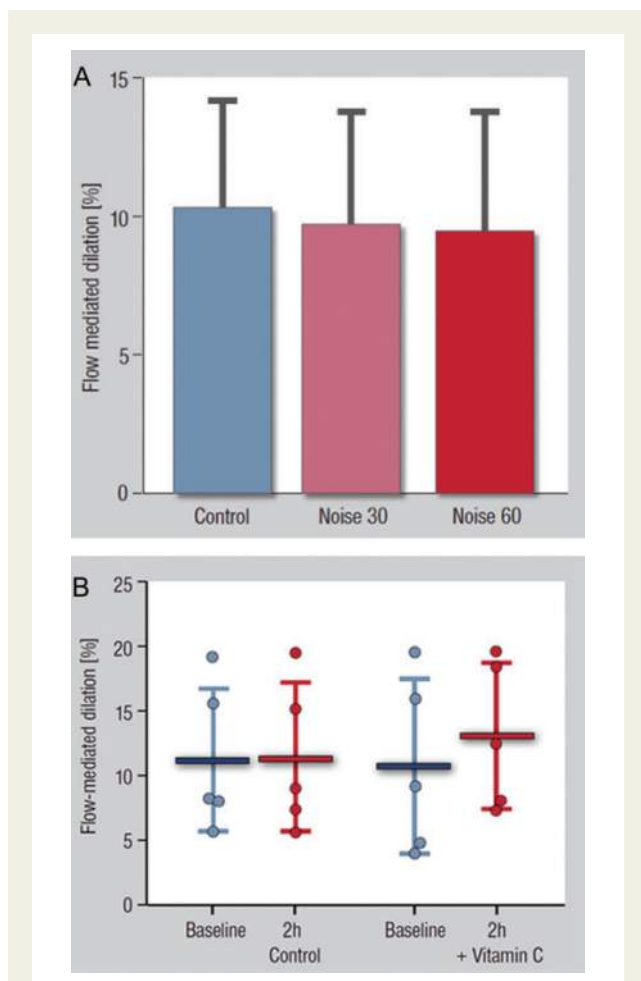 A
Flow mediated dilation [%]
15
10
5
0
Control
Noise 30
Noise 60
B
Flow-mediated dilation [%]
25
20
15
10
5
0
Baseline
2h
Baseline
2h
Control
+ Vitamin C